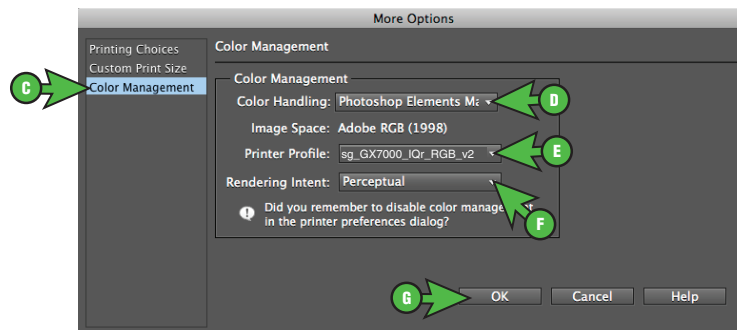 More Options
Printing Choices
Custom Print Size
Color Management
Color Management
Color Management
Color Handling: Photoshop Elements Ma
Image Space: Adobe RGB (1998)
Printer Profile: sg_GX7000_IQr_RGB_v2
Rendering Intent: Perceptual
Did you remember to disable color
in the printer preferences dialog?
OK Cancel Help
C
D
E
F
G